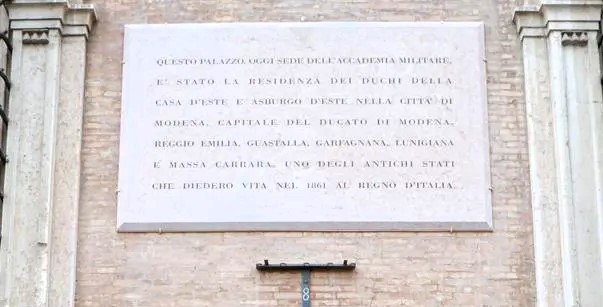 QUESTO PALAZZO, OGGI SEDE DELL'ACCADEMIA MILITARE,
E' STATO LA RESIDENZA DEI DUCHI DELLA
CASA D'ESTE E ASBURGO D'ESTE NELLA CITTA' DI
MODENA, CAPITALE DEL DUCATO DI MODENA,
REGGIO EMILIA, GUASTALLA, GARFAGNANA, LUNIGIANA
E MASSA CARRARA, UNO DEGLI ANTICHI STATI
CHE DIEDERO VITA NEL 1861 AL REGNO D'ITALIA.
8